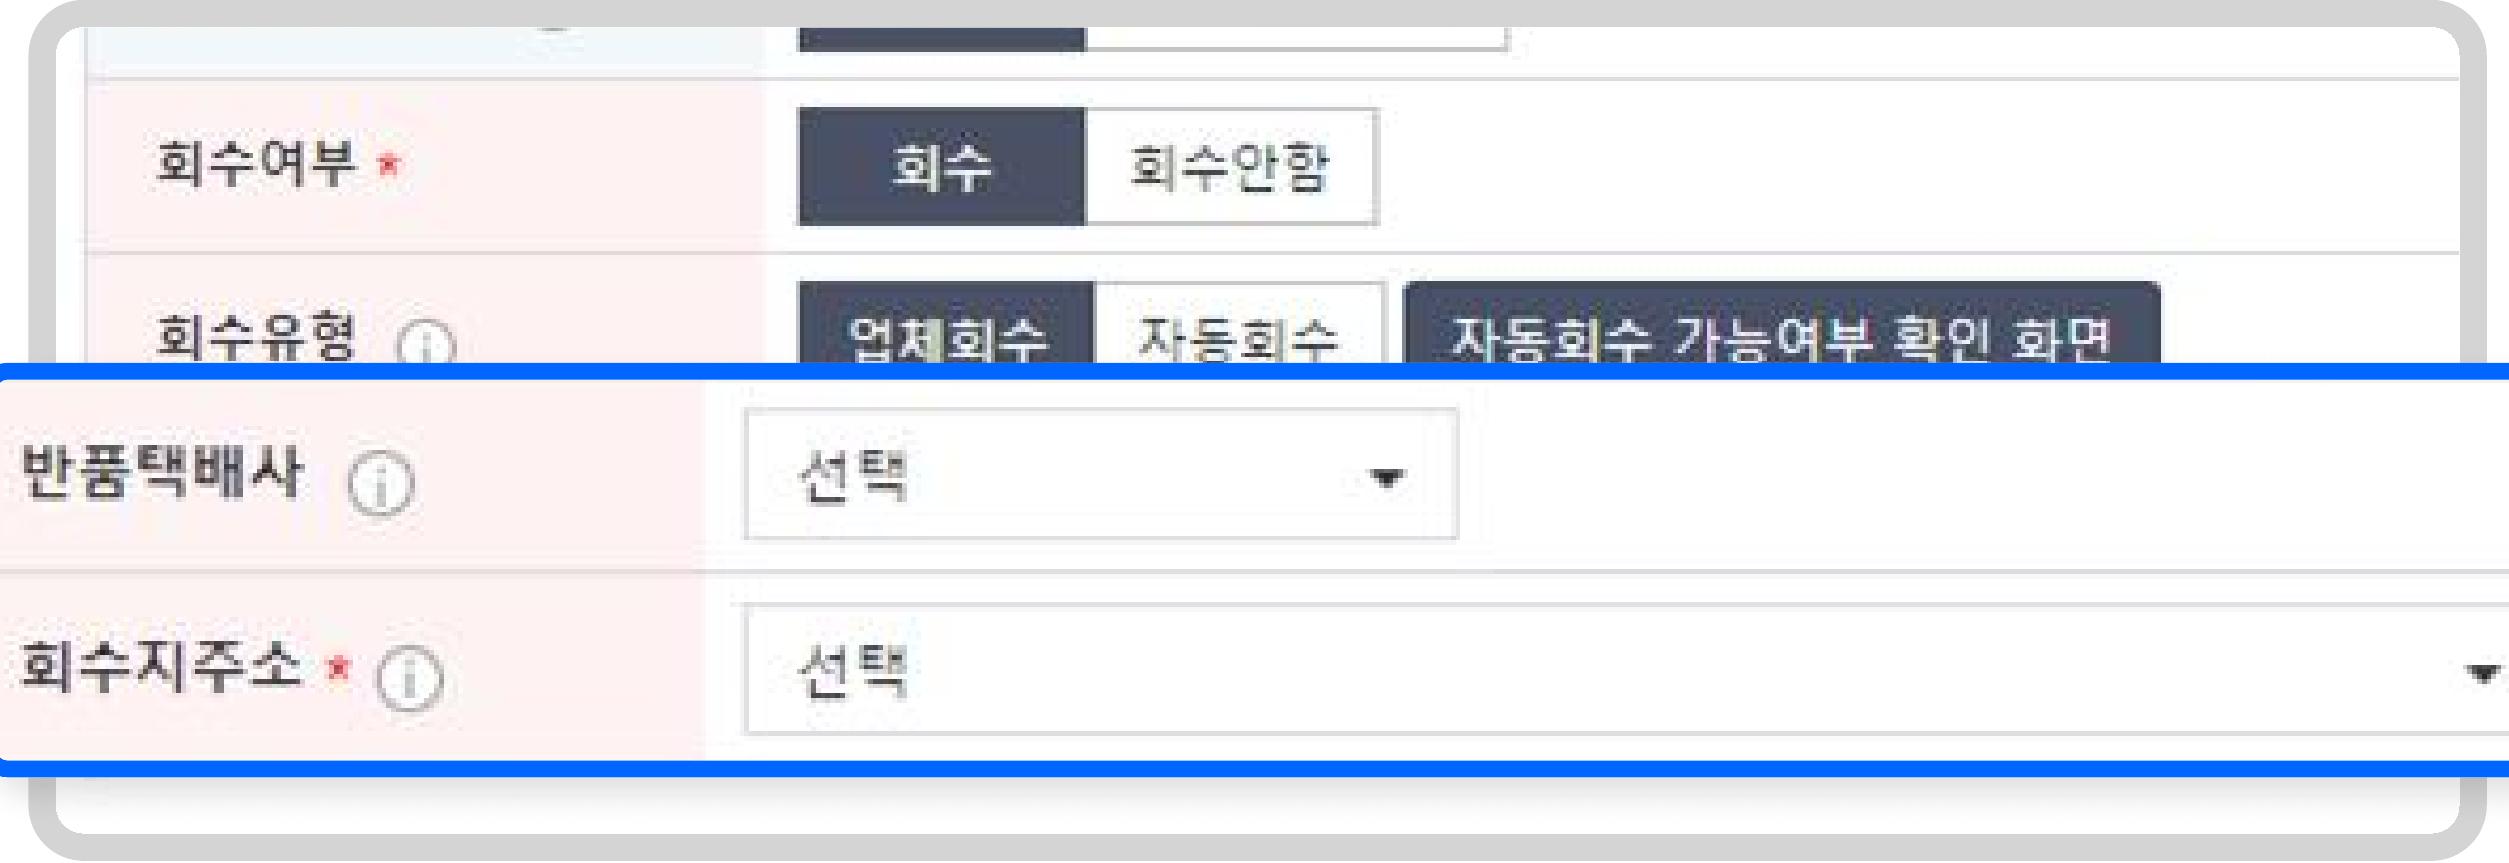 회수여부 * 회수 회수안함
회수유형 업체회수 자동회수 자동회수 가능여부 확인 화면
반품택배사 선택
회수지주소 * 선택